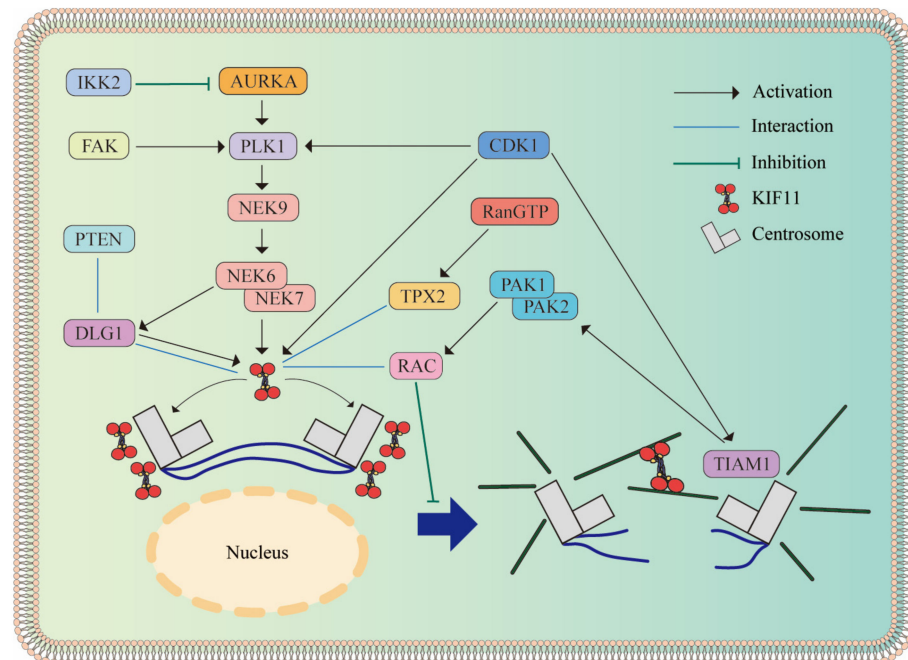 IKK2
AURKA
Activation
FAK
PLK1
CDK1
Interaction
Inhibition
NEK9
KIF11
RanGTP
PTEN
Centrosome
NEK6
NEK7
TPX2
PAK1
PAK2
DLG1
RAC
TIAM1
Nucleus